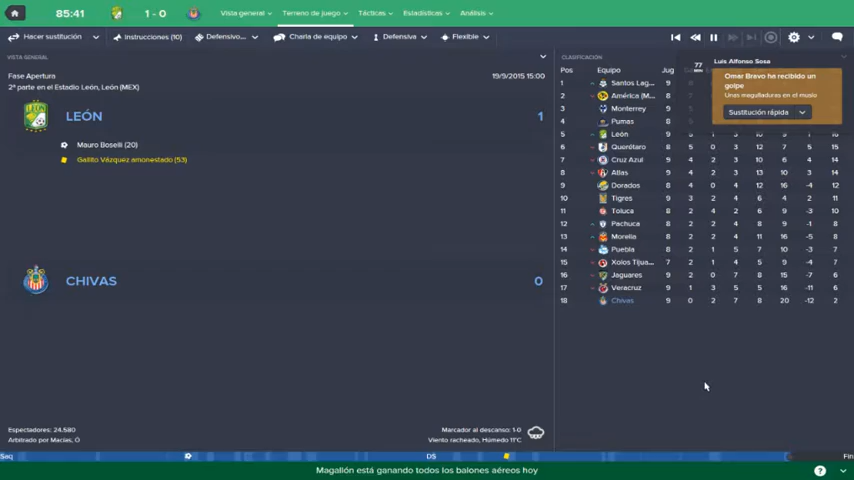 85:41 1 - 0 Vista general Terreno de juego Tácticas Estadísticas Análisis
Hacer sustitución Instrucciones (10) Defensivo... Charla de equipo Defensiva Flexible
VISTA GENERAL
Fase Apertura 19/9/2015 15:00
2ª parte en el Estadio León, León (MEX)
LEÓN 1
Mauro Boselli (20)
Gallito Vázquez amonestado (53)
CHIVAS 0
Espectadores: 24.580 Marcador al descanso: 1-0
Arbitrado por Macías, Ó Viento racheado, Húmedo 11°C
CLASIFICACIÓN
Pos Equipo Jug
1 Santos Lag... 9
2 América (M... 8
3 Monterrey 9
4 Pumas 8
5 León 9
6 Querétaro 8 5 0 3 12 7 5 15
7 Cruz Azul 9 4 2 3 10 6 4 14
8 Atlas 9 4 2 3 13 10 3 14
9 Dorados 8 4 0 4 12 16 -4 12
10 Tigres 9 3 2 4 6 4 2 11
11 Toluca 8 2 4 2 6 9 -3 10
12 Pachuca 8 2 2 4 8 9 -1 8
13 Morelia 8 2 2 4 11 16 -5 8
14 Puebla 8 2 1 5 7 10 -3 7
15 Xolos Tijua... 7 2 1 4 5 9 -4 7
16 Jaguares 9 2 0 7 8 15 -7 6
17 Veracruz 9 1 3 5 5 16 -11 6
18 Chivas 9 0 2 7 8 20 -12 2
77 Luis Alfonso Sosa
Omar Bravo ha recibido un
golpe
Unas magulladuras en el muslo
Sustitución rápida
Saq DS Fin
Magallón está ganando todos los balones aéreos hoy